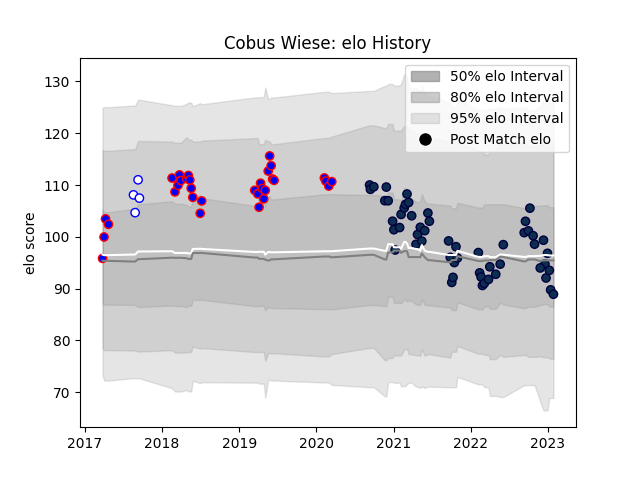 Cobus Wiese: elo History
50% elo Interval
80% elo Interval
95% elo Interval
Post Match elo
elo score
130
120
110
100
90
80
70
2017 2018 2019 2020 2021 2022 2023